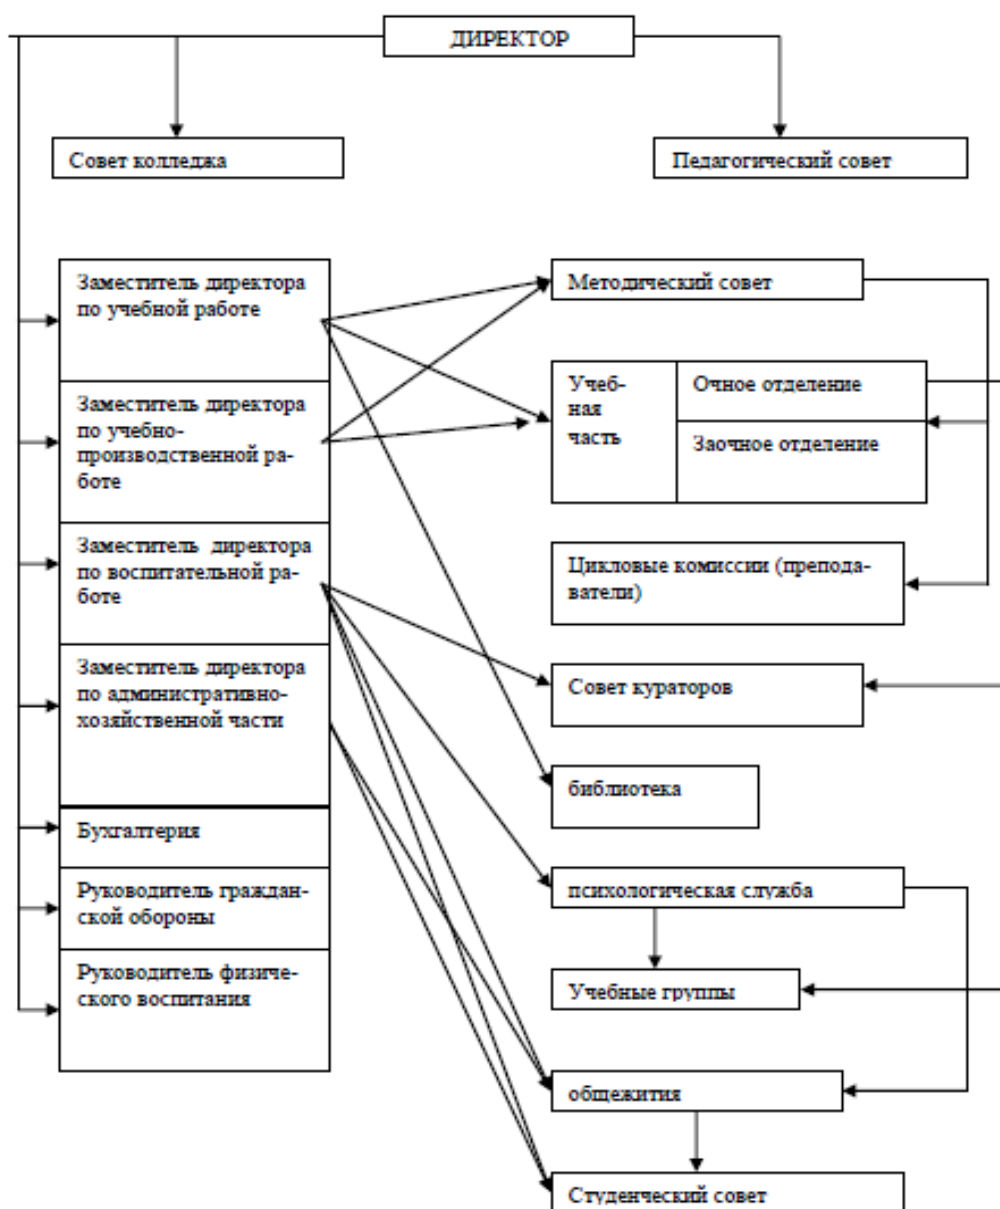 ДИРЕКТОР
Совет колледжа
Педагогический совет
Заместитель директора
по учебной работе
Заместитель директора
по учебно-
производственной ра-
боте
Заместитель директора
по воспитательной ра-
боте
Заместитель директора
по административно-
хозяйственной части
Бухгалтерия
Руководитель граждан-
ской обороны
Руководитель физиче-
ского воспитания
Методический совет
Учеб-
ная
часть
Очное отделение
Заочное отделение
Цикловые комиссии (препода-
ватели)
Совет кураторов
библиотека
психологическая служба
Учебные группы
общежития
Студенческий совет